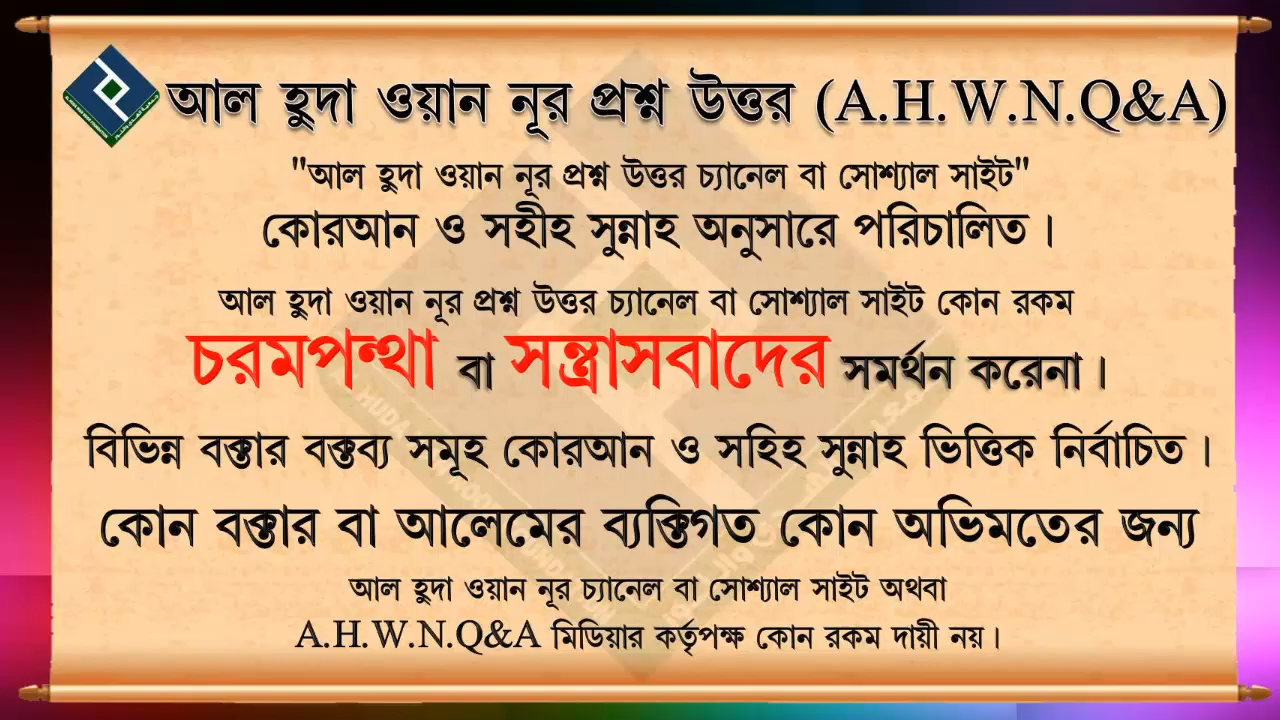 আল হুদা ওয়ান নূর প্রশ্ন উত্তর (A.H.W.N.Q&A)
"আল হুদা ওয়ান নূর প্রশ্ন উত্তর চ্যানেল বা সোশ্যাল সাইট"
কোরআন ও সহীহ সুন্নাহ অনুসারে পরিচালিত।
আল হুদা ওয়ান নূর প্রশ্ন উত্তর চ্যানেল বা সোশ্যাল সাইট কোন রকম
চরমপন্থা বা সন্ত্রাসবাদের সমর্থন করেনা।
বিভিন্ন বক্তার বক্তব্য সমূহ কোরআন ও সহিহ সুন্নাহ ভিত্তিক নির্বাচিত।
কোন বক্তার বা আলেমের ব্যক্তিগত কোন অভিমতের জন্য
আল হুদা ওয়ান নূর চ্যানেল বা সোশ্যাল সাইট অথবা
A.H.W.N.Q&A মিডিয়ার কর্তৃপক্ষ কোন রকম দায়ী নয়।